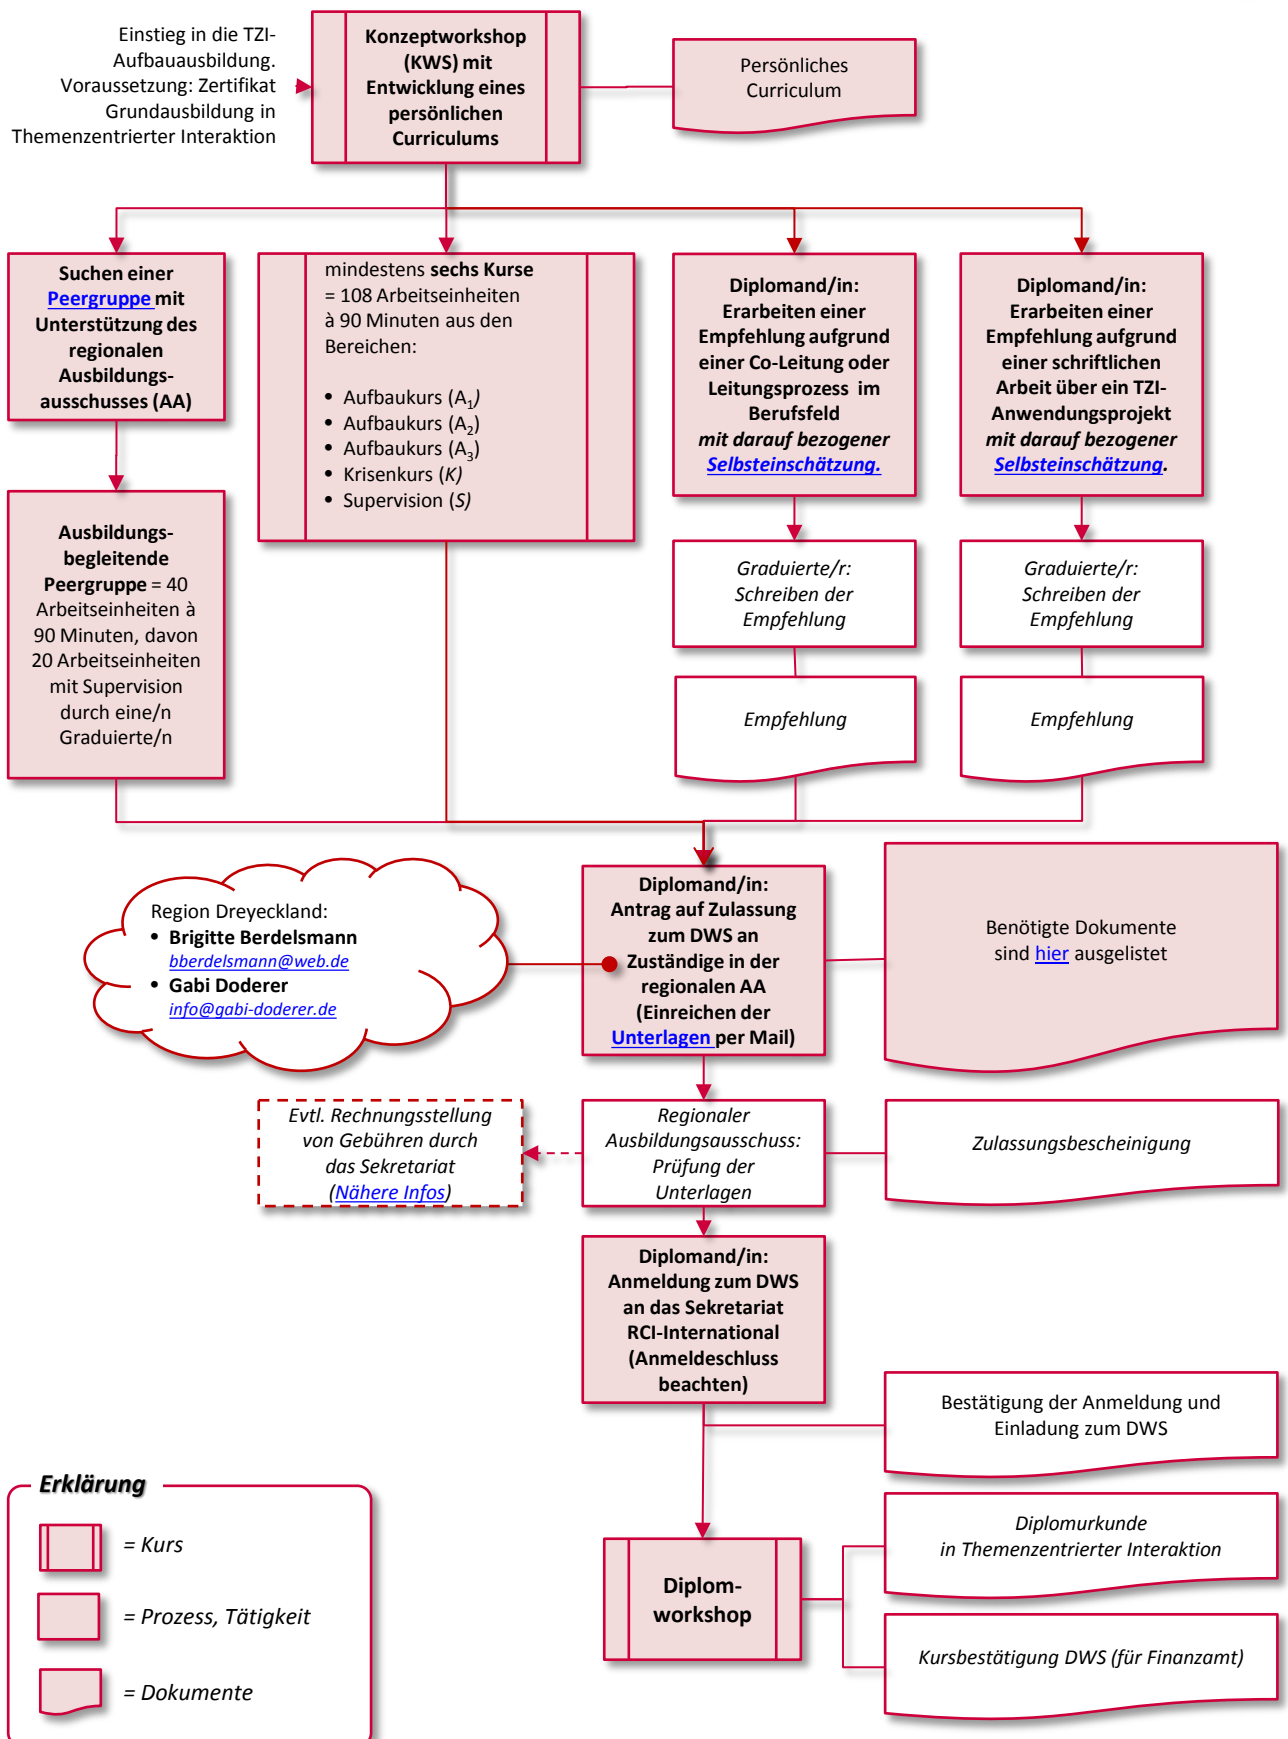 Einstieg in die TZI-
Aufbauausbildung.
Voraussetzung: Zertifikat
Grundausbildung in
Themenzentrierter Interaktion
Konzeptworkshop
(KWS) mit
Entwicklung eines
persönlichen
Curriculums
Persönliches
Curriculum
Suchen einer
Peergruppe mit
Unterstützung des
regionalen
Ausbildungs-
ausschusses (AA)
mindestens sechs Kurse
= 108 Arbeitseinheiten
à 90 Minuten aus den
Bereichen:
• Aufbaukurs (A1)
• Aufbaukurs (A2)
• Aufbaukurs (A3)
• Krisenkurs (K)
• Supervision (S)
Diplomand/in:
Erarbeiten einer
Empfehlung aufgrund
einer Co-Leitung oder
Leitungsprozess im
Berufsfeld
mit darauf bezogener
Selbsteinschätzung.
Diplomand/in:
Erarbeiten einer
Empfehlung aufgrund
einer schriftlichen
Arbeit über ein TZI-
Anwendungsprojekt
mit darauf bezogener
Selbsteinschätzung.
Ausbildungs-
begleitende
Peergruppe = 40
Arbeitseinheiten à
90 Minuten, davon
20 Arbeitseinheiten
mit Supervision
durch eine/n
Graduierte/n
Graduierte/r:
Schreiben der
Empfehlung
Graduierte/r:
Schreiben der
Empfehlung
Empfehlung
Empfehlung
Region Dreyeckland:
• Brigitte Berdelsmann
bberdelsmann@web.de
• Gabi Doderer
info@gabi-doderer.de
Diplomand/in:
Antrag auf Zulassung
zum DWS an
Zuständige in der
regionalen AA
(Einreichen der
Unterlagen per Mail)
Benötigte Dokumente
sind hier ausgelistet
Evtl. Rechnungsstellung
von Gebühren durch
das Sekretariat
(Nähere Infos)
Regionaler
Ausbildungsausschuss:
Prüfung der
Unterlagen
Zulassungsbescheinigung
Diplomand/in:
Anmeldung zum DWS
an das Sekretariat
RCI-International
(Anmeldeschluss
beachten)
Bestätigung der Anmeldung und
Einladung zum DWS
Diplom-
workshop
Diplomurkunde
in Themenzentrierter Interaktion
Kursbestätigung DWS (für Finanzamt)
Erklärung
= Kurs
= Prozess, Tätigkeit
= Dokumente